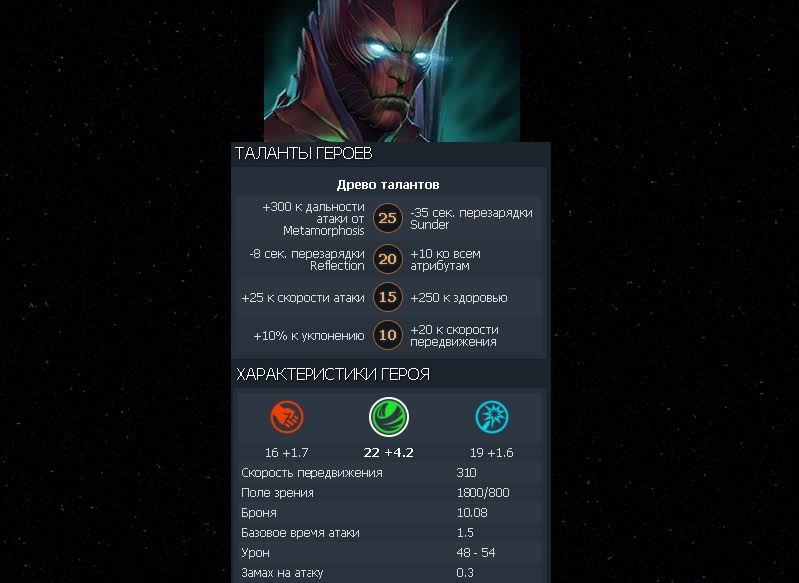 ТАЛАНТЫ ГЕРОЕВ
Древо талантов
+300 к дальности
атаки от
Metamorphosis
25
-35 сек. перезарядки
Sunder
-8 сек. перезарядки
Reflection
20
+10 ко всем
атрибутам
+25 к скорости атаки
15
+250 к здоровью
+10% к уклонению
10
+20 к скорости
передвижения
ХАРАКТЕРИСТИКИ ГЕРОЯ
16 +1.7 22 +4.2 19 +1.6
Скорость передвижения 310
Поле зрения 1800/800
Броня 10.08
Базовое время атаки 1.5
Урон 48 - 54
Замах на атаку 0.3